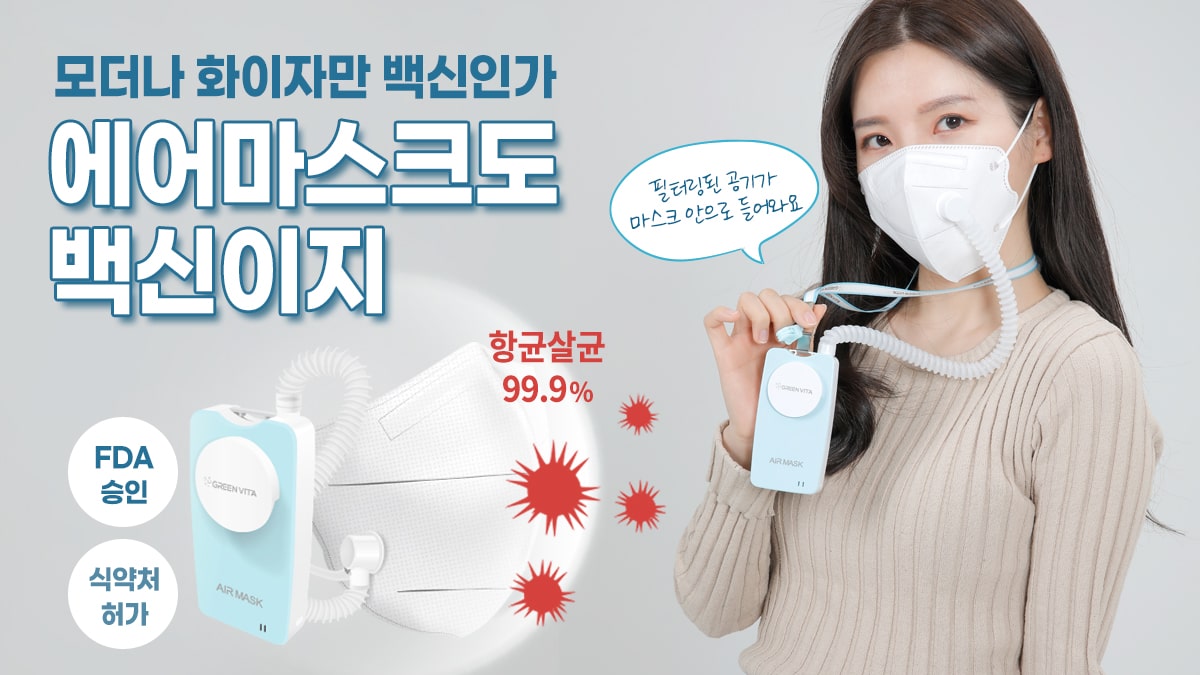 모더나 화이자만 백신인가
에어마스크도
백신이지
필터링된 공기가
마스크 안으로 들어와요
항균살균
99.9%
FDA
승인
식약처
허가
GREEN VITA
AIR MASK
GREEN VITA
AIR MASK